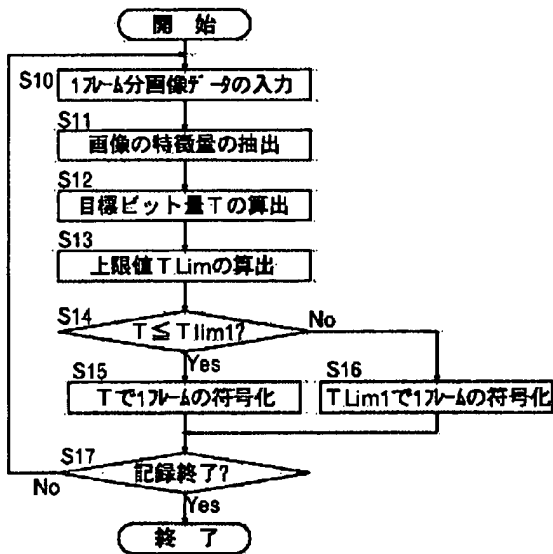 開 始
S10
1フレーム分画像データの入力
S11
画像の特徴量の抽出
S12
目標ビット量Tの算出
S13
上限値T.Limの算出
S14
T≦Tlim1?
No
Yes
S15
Tで1フレームの符号化
S16
T.Lim1で1フレームの符号化
S17
記録終了?
No
Yes
終 了